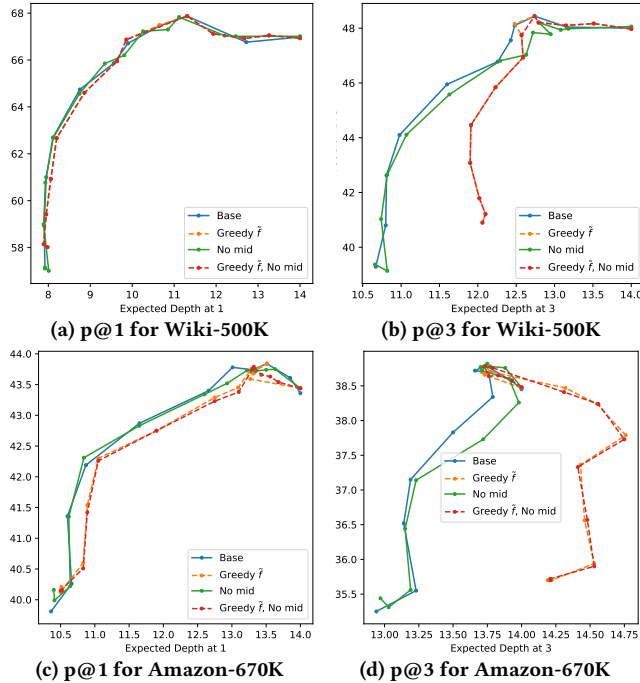 68
66
64
62
60
58
Base
Greedy f̃
No mid
Greedy f̃, No mid
8 9 10 11 12 13 14
Expected Depth at 1
(a) p@1 for Wiki-500K
48
46
44
42
40
Base
Greedy f̃
No mid
Greedy f̃, No mid
10.5 11.0 11.5 12.0 12.5 13.0 13.5 14.0
Expected Depth at 3
(b) p@3 for Wiki-500K
44.0
43.5
43.0
42.5
42.0
41.5
41.0
40.5
40.0
Base
Greedy f̃
No mid
Greedy f̃, No mid
10.5 11.0 11.5 12.0 12.5 13.0 13.5 14.0
Expected Depth at 1
(c) p@1 for Amazon-670K
38.5
38.0
37.5
37.0
36.5
36.0
35.5
Base
Greedy f̃
No mid
Greedy f̃, No mid
13.00 13.25 13.50 13.75 14.00 14.25 14.50 14.75
Expected Depth at 3
(d) p@3 for Amazon-670K